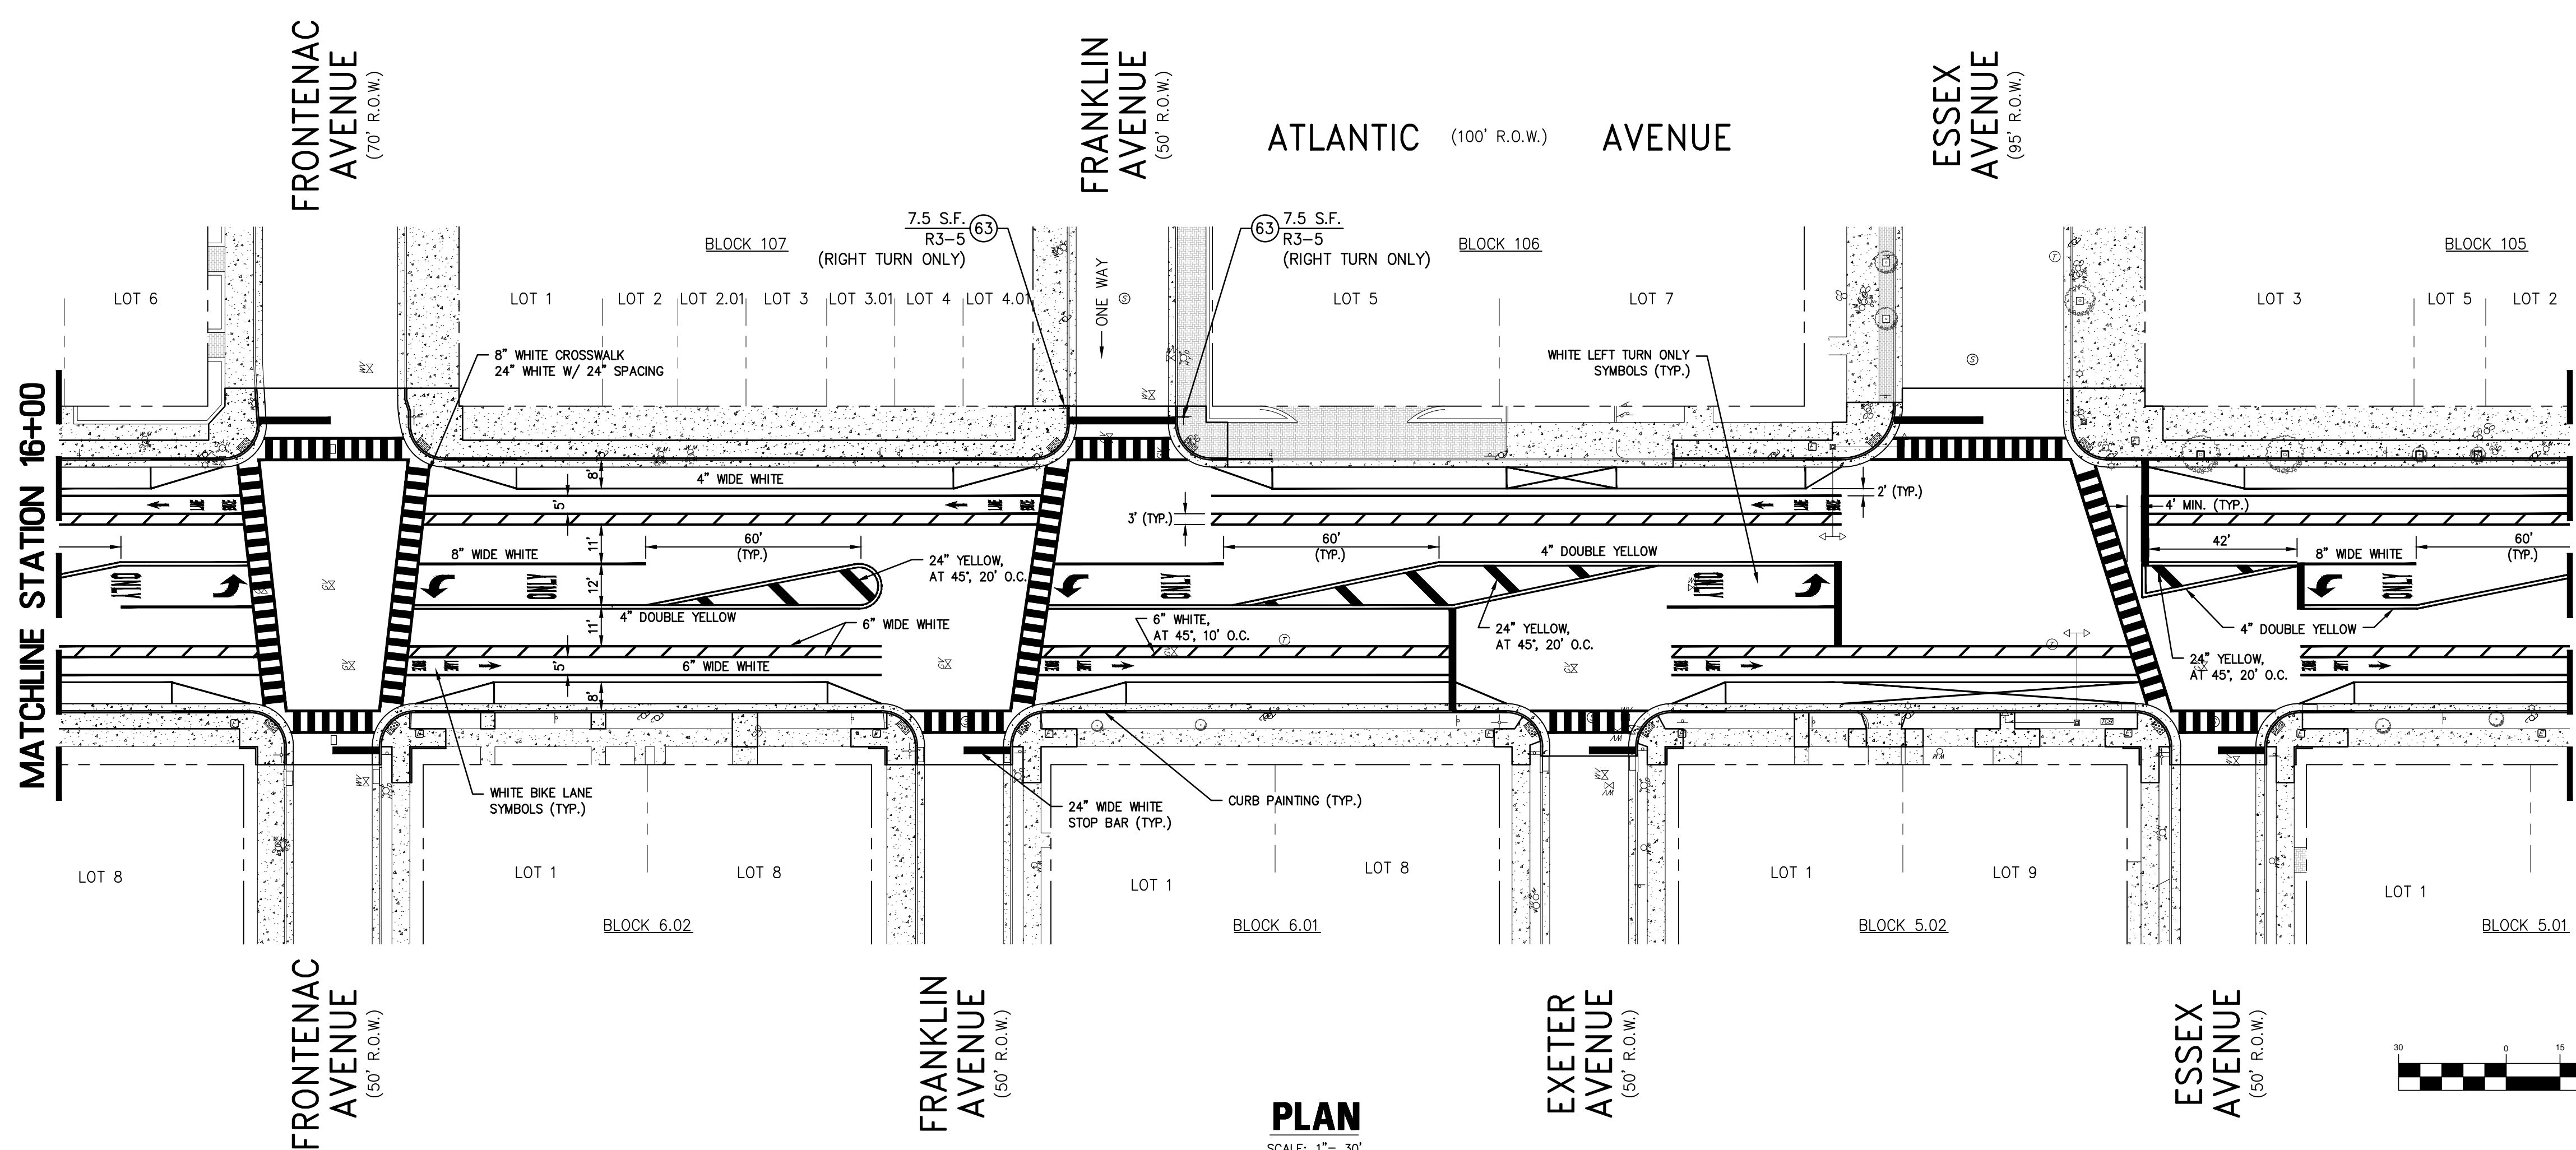 FRONTENAC
AVENUE
(70' R.O.W.)
FRANKLIN
AVENUE
(50' R.O.W.)
ATLANTIC (100' R.O.W.) AVENUE
ESSEX
AVENUE
(95' R.O.W.)
7.5 S.F.
R3-5
(RIGHT TURN ONLY)
63
63
7.5 S.F.
R3-5
(RIGHT TURN ONLY)
BLOCK 107
BLOCK 106
BLOCK 105
ONE WAY
LOT 6
LOT 1
LOT 2
LOT 2.01
LOT 3
LOT 3.01
LOT 4
LOT 4.01
LOT 5
LOT 7
LOT 3
LOT 5
LOT 2
8" WHITE CROSSWALK
24" WHITE W/ 24" SPACING
WHITE LEFT TURN ONLY
SYMBOLS (TYP.)
MATCHLINE STATION 16+00
8'
4" WIDE WHITE
5'
2' (TYP.)
3' (TYP.)
4' MIN. (TYP.)
11'
8" WIDE WHITE
60'
(TYP.)
24" YELLOW,
AT 45°, 20' O.C.
60'
(TYP.)
4" DOUBLE YELLOW
42'
8" WIDE WHITE
60'
(TYP.)
ONLY
12'
ONLY
ONLY
ONLY
ONLY
4" DOUBLE YELLOW
11'
6" WIDE WHITE
6" WHITE,
AT 45°, 10' O.C.
24" YELLOW,
AT 45°, 20' O.C.
4" DOUBLE YELLOW
5'
6" WIDE WHITE
24" YELLOW,
AT 45°, 20' O.C.
8'
WHITE BIKE LANE
SYMBOLS (TYP.)
24" WIDE WHITE
STOP BAR (TYP.)
CURB PAINTING (TYP.)
LOT 8
LOT 1
LOT 8
LOT 1
LOT 8
LOT 1
LOT 9
LOT 1
BLOCK 6.02
BLOCK 6.01
BLOCK 5.02
BLOCK 5.01
FRONTENAC
AVENUE
(50' R.O.W.)
FRANKLIN
AVENUE
(50' R.O.W.)
EXETER
AVENUE
(50' R.O.W.)
ESSEX
AVENUE
(50' R.O.W.)
30 0 15
PLAN
SCALE: 1"= 30'